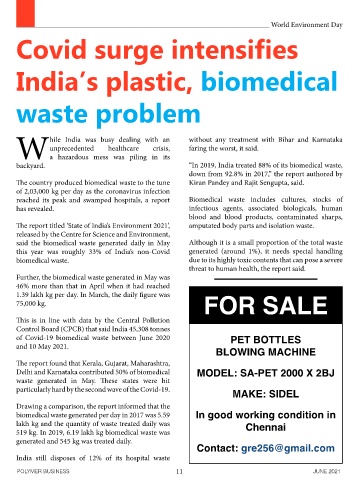 World Environment Day
Covid surge intensifies
India's plastic, biomedical
waste problem
While India was busy dealing with an
unprecedented healthcare crisis,
a hazardous mess was piling in its
backyard.
The country produced biomedical waste to the tune
of 2,03,000 kg per day as the coronavirus infection
reached its peak and swamped hospitals, a report
has revealed.
The report titled 'State of India's Environment 2021',
released by the Centre for Science and Environment,
said the biomedical waste generated daily in May
this year was roughly 33% of India's non-Covid
biomedical waste.
Further, the biomedical waste generated in May was
46% more than that in April when it had reached
1.39 lakh kg per day. In March, the daily figure was
75,000 kg.
This is in line with data by the Central Pollution
Control Board (CPCB) that said India 45,308 tonnes
of Covid-19 biomedical waste between June 2020
and 10 May 2021.
The report found that Kerala, Gujarat, Maharashtra,
Delhi and Karnataka contributed 50% of biomedical
waste generated in May. These states were hit
particularly hard by the second wave of the Covid-19.
Drawing a comparison, the report informed that the
biomedical waste generated per day in 2017 was 5.59
lakh kg and the quantity of waste treated daily was
519 kg. In 2019, 6.19 lakh kg biomedical waste was
generated and 545 kg was treated daily.
India still disposes of 12% of its hospital waste
without any treatment with Bihar and Karnataka
faring the worst, it said.
"In 2019, India treated 88% of its biomedical waste,
down from 92.8% in 2017," the report authored by
Kiran Pandey and Rajit Sengupta, said.
Biomedical waste includes cultures, stocks of
infectious agents, associated biologicals, human
blood and blood products, contaminated sharps,
amputated body parts and isolation waste.
Although it is a small proportion of the total waste
generated (around 1%), it needs special handling
due to its highly toxic contents that can pose a severe
threat to human health, the report said.
FOR SALE
PET BOTTLES
BLOWING MACHINE
MODEL: SA-PET 2000 X 2BJ
MAKE: SIDEL
In good working condition in
Chennai
Contact: gre256@gmail.com
POLYMER BUSINESS
11
JUNE 2021